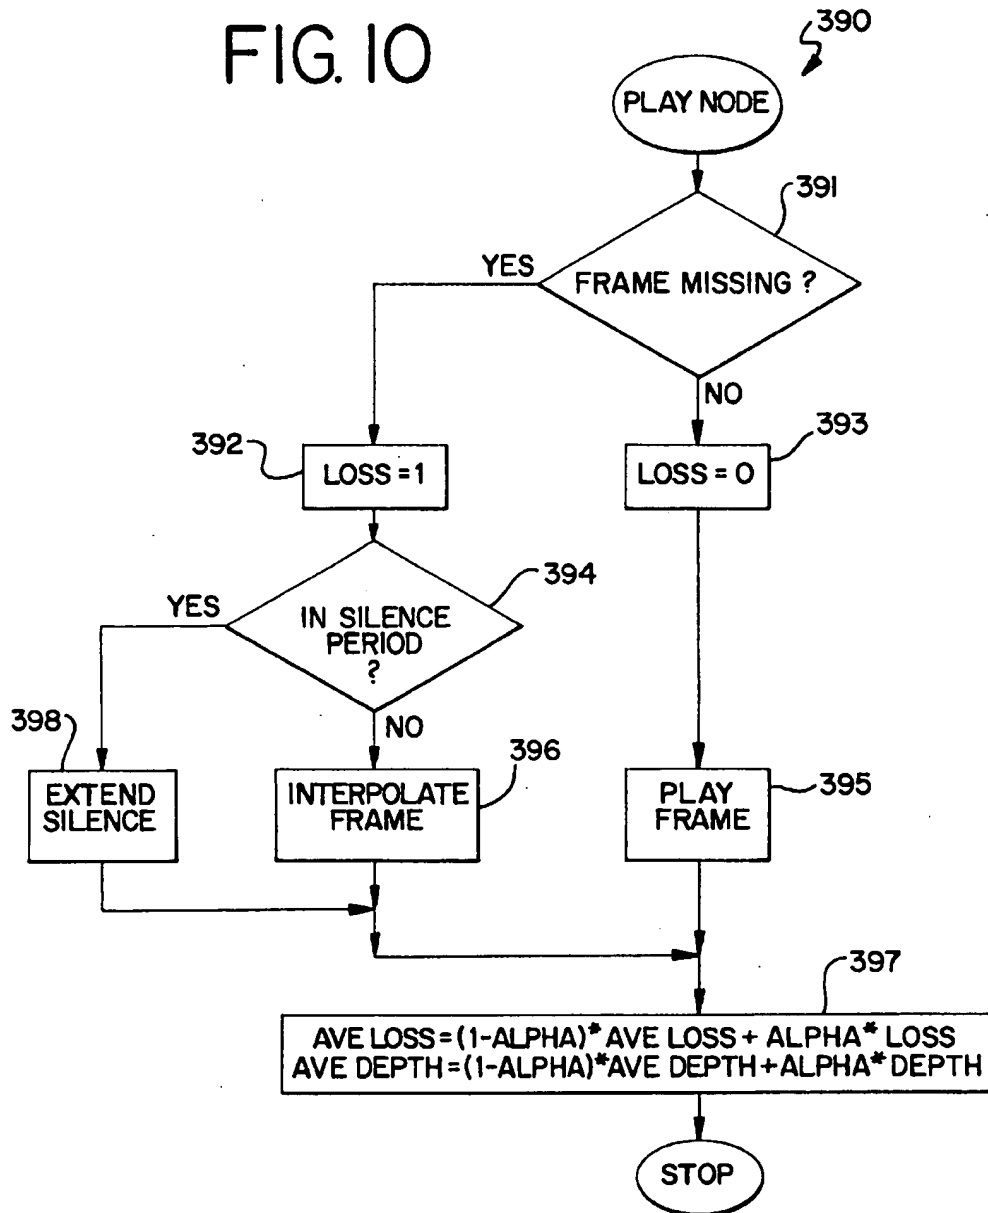 FIG. 10
390
PLAY NODE
391
YES
FRAME MISSING ?
NO
392
LOSS = 1
393
LOSS = 0
394
YES
IN SILENCE
PERIOD
?
NO
398
EXTEND
SILENCE
396
INTERPOLATE
FRAME
395
PLAY
FRAME
397
AVE LOSS = (1-ALPHA)* AVE LOSS + ALPHA* LOSS
AVE DEPTH = (1-ALPHA)*AVE DEPTH + ALPHA* DEPTH
STOP